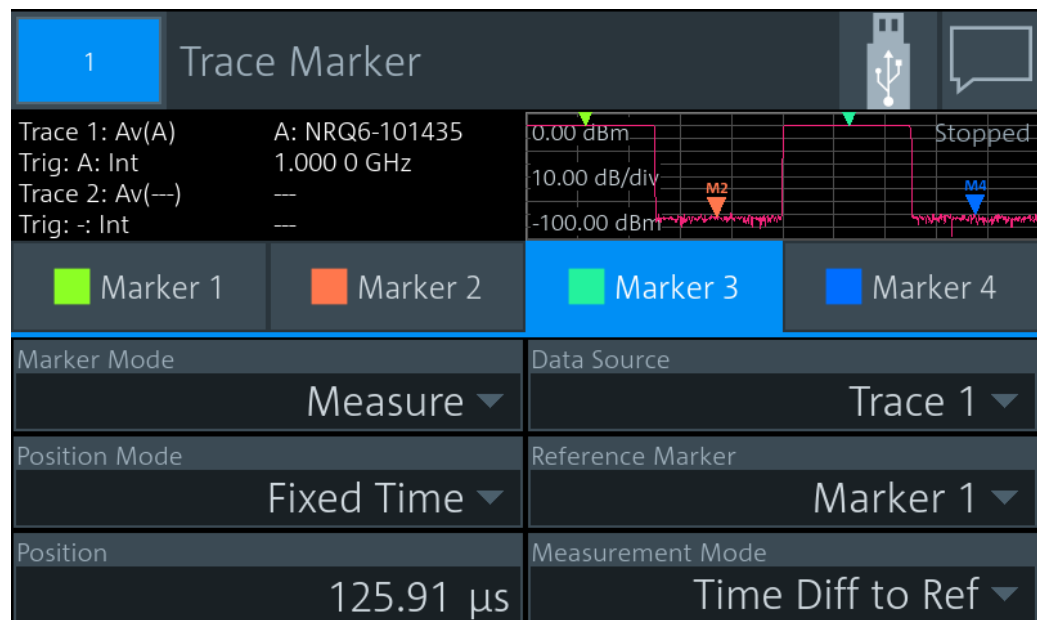 1
Trace Marker
Trace 1: Av(A)
Trig: A: Int
Trace 2: Av(---)
Trig: -: Int
A: NRQ6-101435
1.000 0 GHz
---
---
0.00 dBm
10.00 dB/div
-100.00 dBm
Stopped
M2
M4
Marker 1
Marker 2
Marker 3
Marker 4
Marker Mode
Measure
Data Source
Trace 1
Position Mode
Fixed Time
Reference Marker
Marker 1
Position
125.91 µs
Measurement Mode
Time Diff to Ref